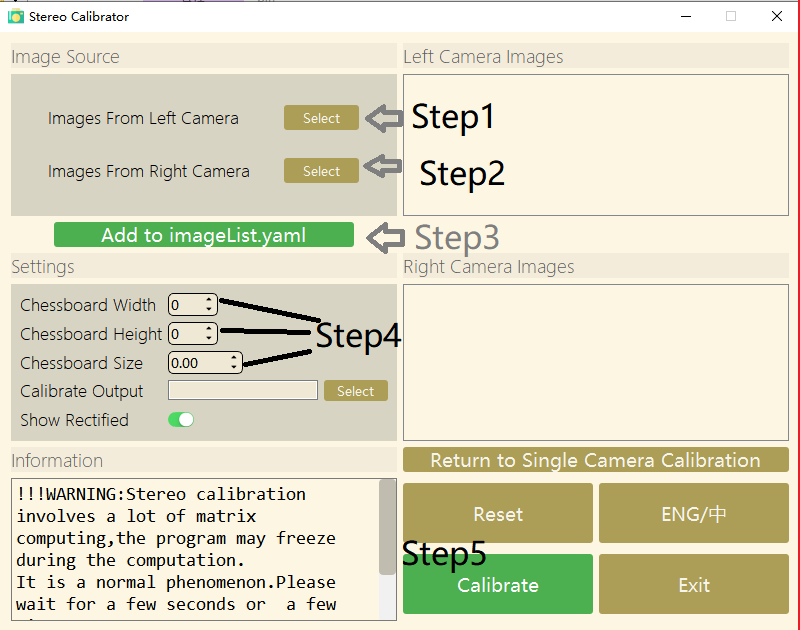 Stereo Calibrator
Image Source
Left Camera Images
Images From Left Camera
Select
Step1
Images From Right Camera
Select
Step2
Add to imageList.yaml
Step3
Settings
Right Camera Images
Chessboard Width
0
Chessboard Height
0
Step4
Chessboard Size
0.00
Calibrate Output
Select
Show Rectified
Information
Return to Single Camera Calibration
!!!WARNING:Stereo calibration
involves a lot of matrix
computing,the program may freeze
during the computation.
It is a normal phenomenon.Please
wait for a few seconds or a few
Reset
ENG/中
Step5
Calibrate
Exit